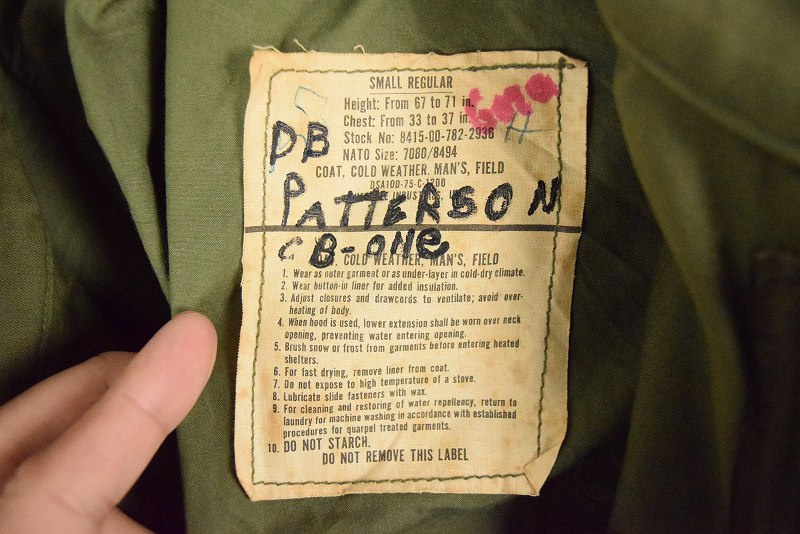 SMALL REGULAR
Height: From 67 to 71 in.
Chest: From 33 to 37 in.
Stock No: 8415-00-782-2936
DB
NATO Size: 7080/8494
COAT, COLD WEATHER, MAN'S, FIELD
DSA100-75-C-1200
PATTERSON
CB-ONE
COLD WEATHER, MAN'S, FIELD
1. Wear as outer garment or as under-layer in cold-dry climate.
2. Wear button-in liner for added insulation.
3. Adjust closures and drawcords to ventilate; avoid over-
heating of body.
4. When hood is used, lower extension shall be worn over neck
opening, preventing water entering opening.
5. Brush snow or frost from garments before entering heated
shelters.
6. For fast drying, remove liner from coat.
7. Do not expose to high temperature of a stove.
8. Lubricate slide fasteners with wax.
9. For cleaning and restoring of water repellency, return to
laundry for machine washing in accordance with established
procedures for quarpel treated garments.
10. DO NOT STARCH.
DO NOT REMOVE THIS LABEL